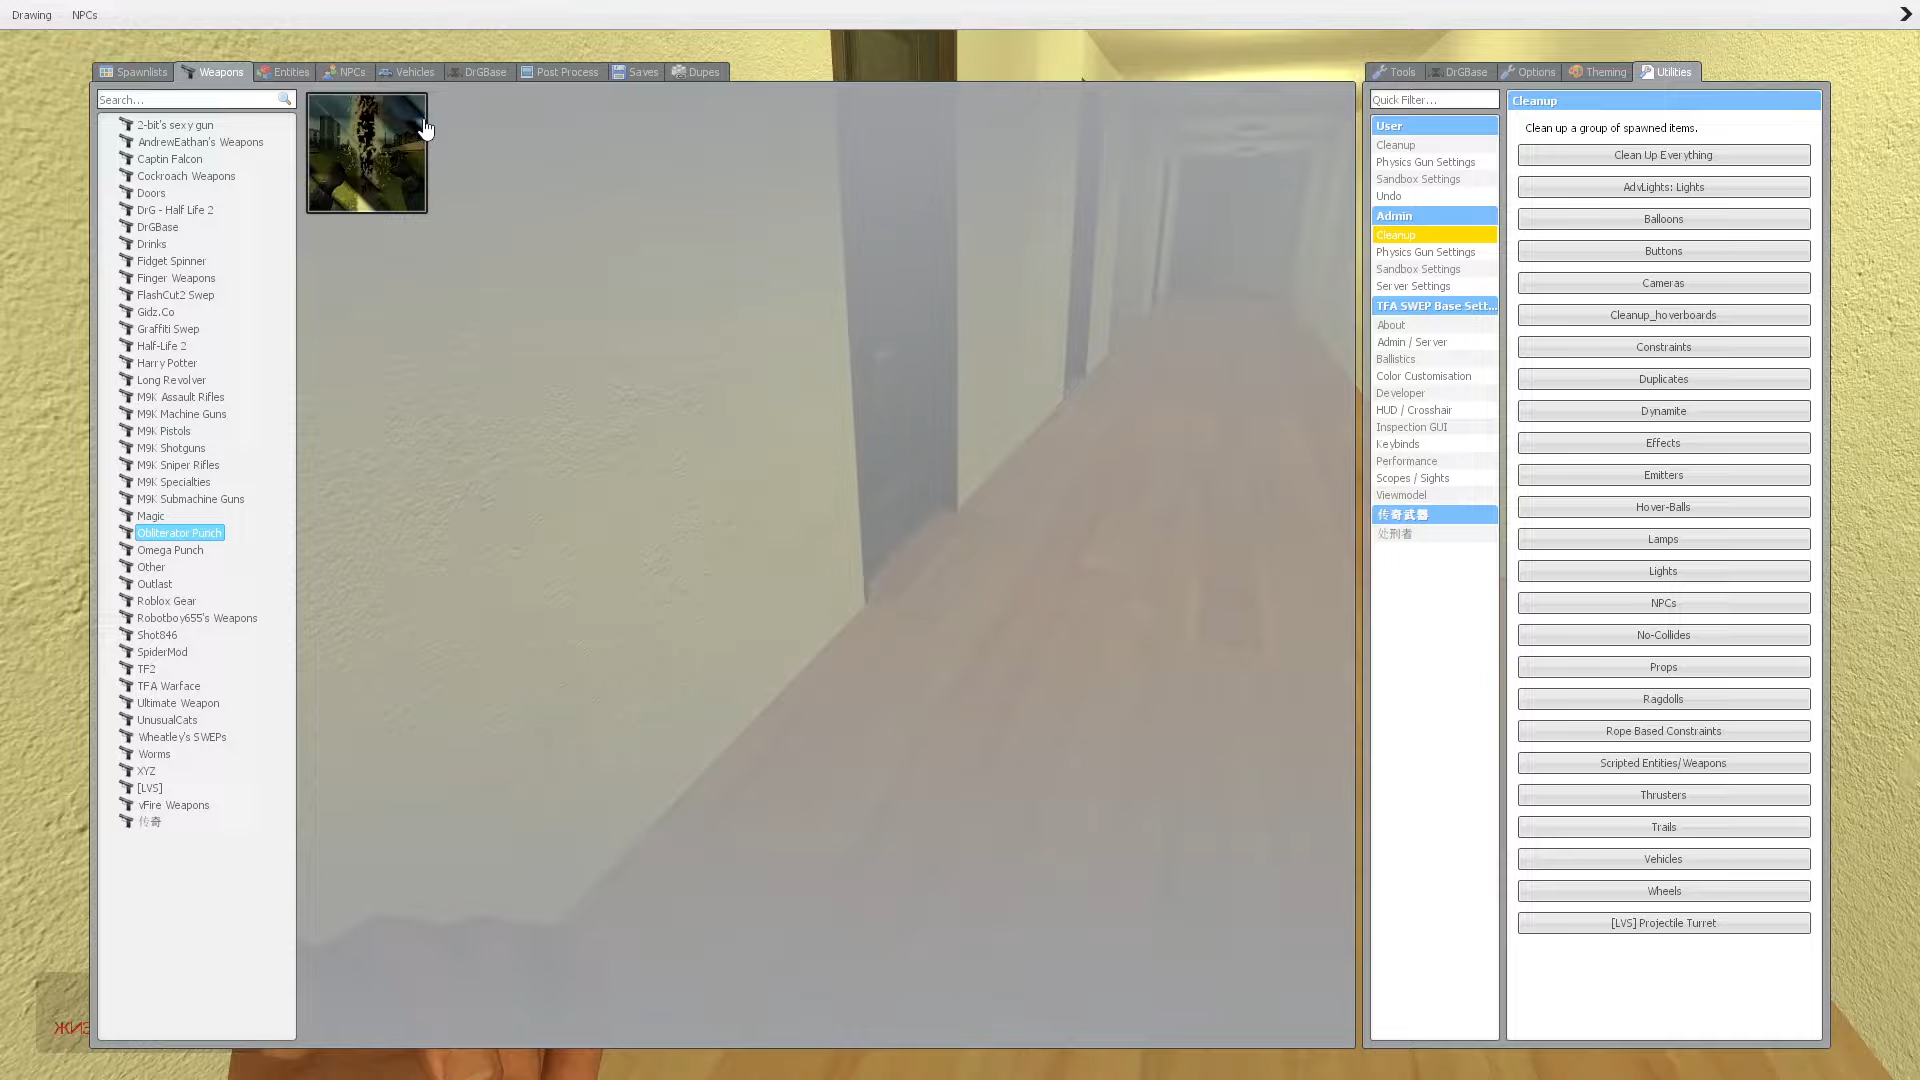 Drawing NPCs
Spawnlists Weapons Entities NPCs Vehicles DrGBase Post Process Saves Dupes
Search...
2-bit's sexy gun
AndrewEathan's Weapons
Captin Falcon
Cockroach Weapons
Doors
DrG - Half Life 2
DrGBase
Drinks
Fidget Spinner
Finger Weapons
FlashCut2 Swep
Gidz.Co
Graffiti Swep
Half-Life 2
Harry Potter
Long Revolver
M9K Assault Rifles
M9K Machine Guns
M9K Pistols
M9K Shotguns
M9K Sniper Rifles
M9K Specialties
M9K Submachine Guns
Magic
Obliterator Punch
Omega Punch
Other
Outlast
Roblox Gear
Robotboy655's Weapons
Shot846
SpiderMod
TF2
TFA Warface
Ultimate Weapon
UnusualCats
Wheatley's SWEPs
Worms
XYZ
[LVS]
vFire Weapons
传奇
Tools DrGBase Options Theming Utilities
Quick Filter...
User
Cleanup
Physics Gun Settings
Sandbox Settings
Undo
Admin
Cleanup
Physics Gun Settings
Sandbox Settings
Server Settings
TFA SWEP Base Sett...
About
Admin / Server
Ballistics
Color Customisation
Developer
HUD / Crosshair
Inspection GUI
Keybinds
Performance
Scopes / Sights
Viewmodel
传奇武器
处刑者
Cleanup
Clean up a group of spawned items.
Clean Up Everything
AdvLights: Lights
Balloons
Buttons
Cameras
Cleanup_hoverboards
Constraints
Duplicates
Dynamite
Effects
Emitters
Hover-Balls
Lamps
Lights
NPCs
No-Collides
Props
Ragdolls
Rope Based Constraints
Scripted Entities/Weapons
Thrusters
Trails
Vehicles
Wheels
[LVS] Projectile Turret